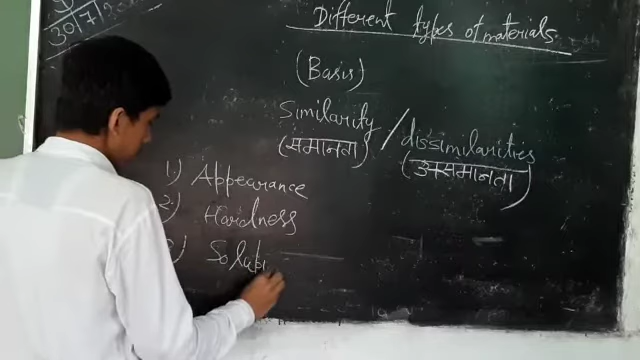 30/7/
Different types of materials
(Basis)
Similarity / dissimilarities
(समानता) (असमानता)
1.) Appearance
2.) Hardness
Solubi